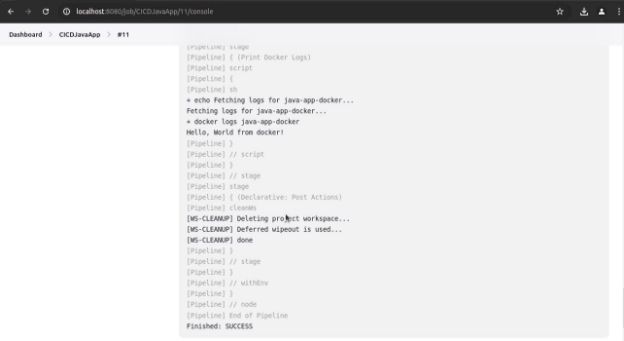 localhost:8080/job/CICDJavaApp/11/console
Dashboard > CICDJavaApp > #11
[Pipeline] stage
[Pipeline] { (Print Docker Logs)
[Pipeline] script
[Pipeline] {
[Pipeline] sh
+ echo Fetching logs for java-app-docker...
Fetching logs for java-app-docker...
+ docker logs java-app-docker
Hello, World from docker!
[Pipeline] }
[Pipeline] // script
[Pipeline] }
[Pipeline] // stage
[Pipeline] stage
[Pipeline] { (Declarative: Post Actions)
[Pipeline] cleanWs
[WS-CLEANUP] Deleting project workspace...
[WS-CLEANUP] Deferred wipeout is used...
[WS-CLEANUP] done
[Pipeline] }
[Pipeline] // stage
[Pipeline] }
[Pipeline] // withEnv
[Pipeline] }
[Pipeline] // node
[Pipeline] End of Pipeline
Finished: SUCCESS